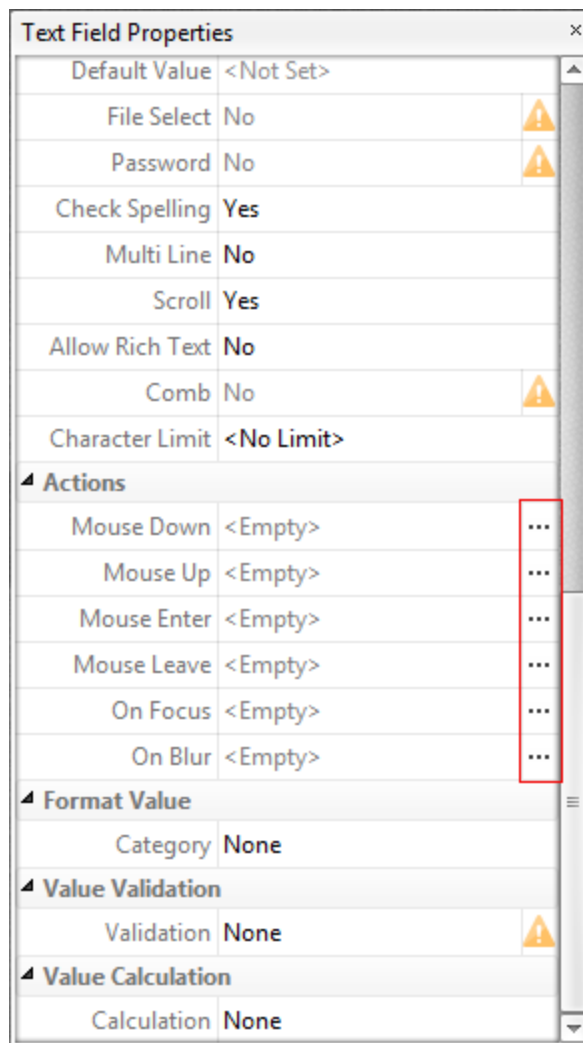 Text Field Properties
Default Value <Not Set>
File Select No
Password No
Check Spelling Yes
Multi Line No
Scroll Yes
Allow Rich Text No
Comb No
Character Limit <No Limit>
Actions
Mouse Down <Empty> ...
Mouse Up <Empty> ...
Mouse Enter <Empty> ...
Mouse Leave <Empty> ...
On Focus <Empty> ...
On Blur <Empty> ...
Format Value
Category None
Value Validation
Validation None
Value Calculation
Calculation None